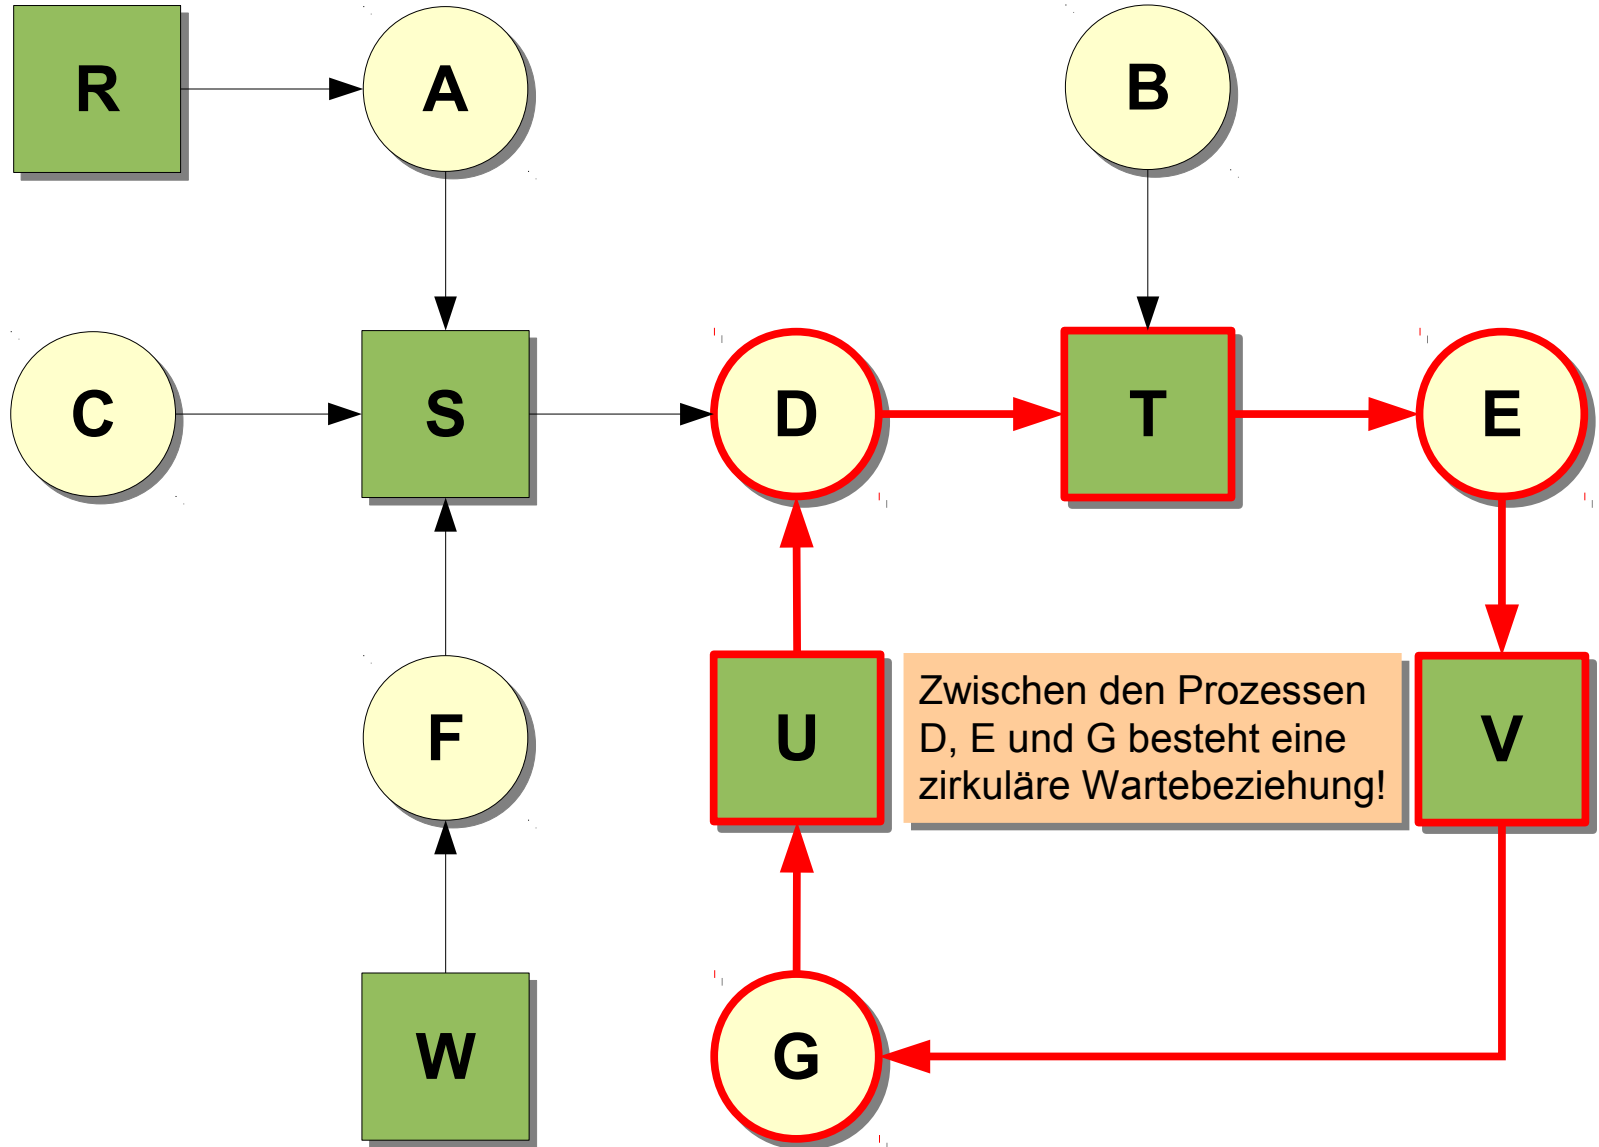 R
A
B
C
S
D
T
E
F
U
Zwischen den Prozessen
D, E und G besteht eine
zirkuläre Wartebeziehung!
V
W
G